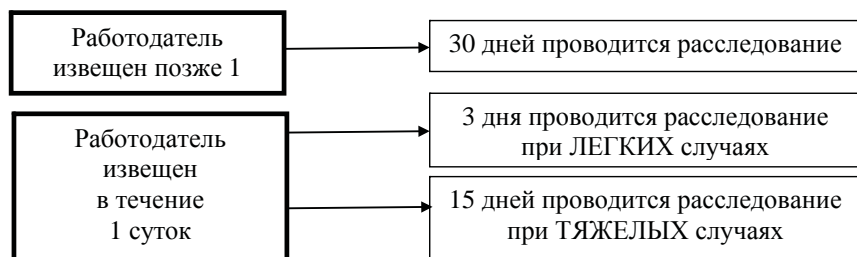 Работодатель
извещен позже 1
30 дней проводится расследование
Работодатель
извещен
в течение
1 суток
3 дня проводится расследование
при ЛЕГКИХ случаях
15 дней проводится расследование
при ТЯЖЕЛЫХ случаях